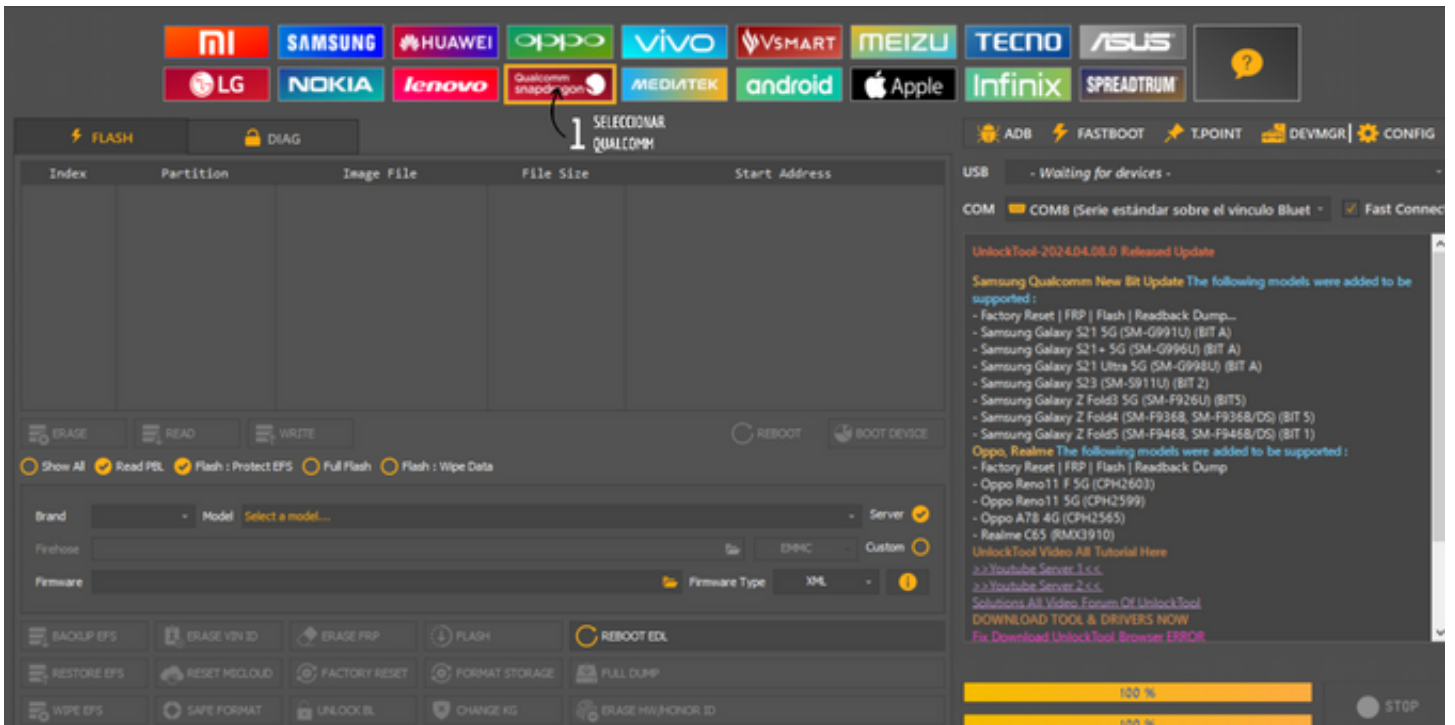 mi SAMSUNG HUAWEI oppo vivo VSMART MEIZU TECNO ASUS ?
LG NOKIA lenovo Qualcomm snapdragon MEDIATEK android Apple Infinix SPREADTRUM
1 SELECCIONAR
QUALCOMM
FLASH DIAG
Index Partition Image File File Size Start Address
ERASE READ WRITE REBOOT BOOT DEVICE
Show All Read PBL Flash : Protect EFS Full Flash Flash : Wipe Data
Brand Model Select a model.... Server
Firehose EMMC Custom
Firmware Firmware Type XML
BACKUP EFS ERASE VIN ID ERASE FRP FLASH REBOOT EDL
RESTORE EFS RESET MICLOUD FACTORY RESET FORMAT STORAGE FULL DUMP
WIPE EFS SAFE FORMAT UNLOCK BL CHANGE KG ERASE HW/HONOR ID
ADB FASTBOOT T.POINT DEVMGR CONFIG
USB - Waiting for devices -
COM COM8 (Serie estándar sobre el vínculo Bluet Fast Connec
UnlockTool-2024.04.08.0 Released Update
Samsung Qualcomm New Bit Update The following models were added to be
supported :
- Factory Reset | FRP | Flash | Readback Dump...
- Samsung Galaxy S21 5G (SM-G991U) (BIT A)
- Samsung Galaxy S21+ 5G (SM-G996U) (BIT A)
- Samsung Galaxy S21 Ultra 5G (SM-G998U) (BIT A)
- Samsung Galaxy S23 (SM-S911U) (BIT 2)
- Samsung Galaxy Z Fold3 5G (SM-F926U) (BIT5)
- Samsung Galaxy Z Fold4 (SM-F936B, SM-F936B/DS) (BIT 5)
- Samsung Galaxy Z Fold5 (SM-F946B, SM-F946B/DS) (BIT 1)
Oppo, Realme The following models were added to be supported :
- Factory Reset | FRP | Flash | Readback Dump
- Oppo Reno11 F 5G (CPH2603)
- Oppo Reno11 5G (CPH2599)
- Oppo A78 4G (CPH2565)
- Realme C65 (RMX3910)
UnlockTool Video All Tutorial Here
>>Youtube Server 1<<
>>Youtube Server 2<<
Solutions All Video Forum Of UnlockTool
DOWNLOAD TOOL & DRIVERS NOW
Fix Download UnlockTool Browser ERROR
100 %
STOP
100 %